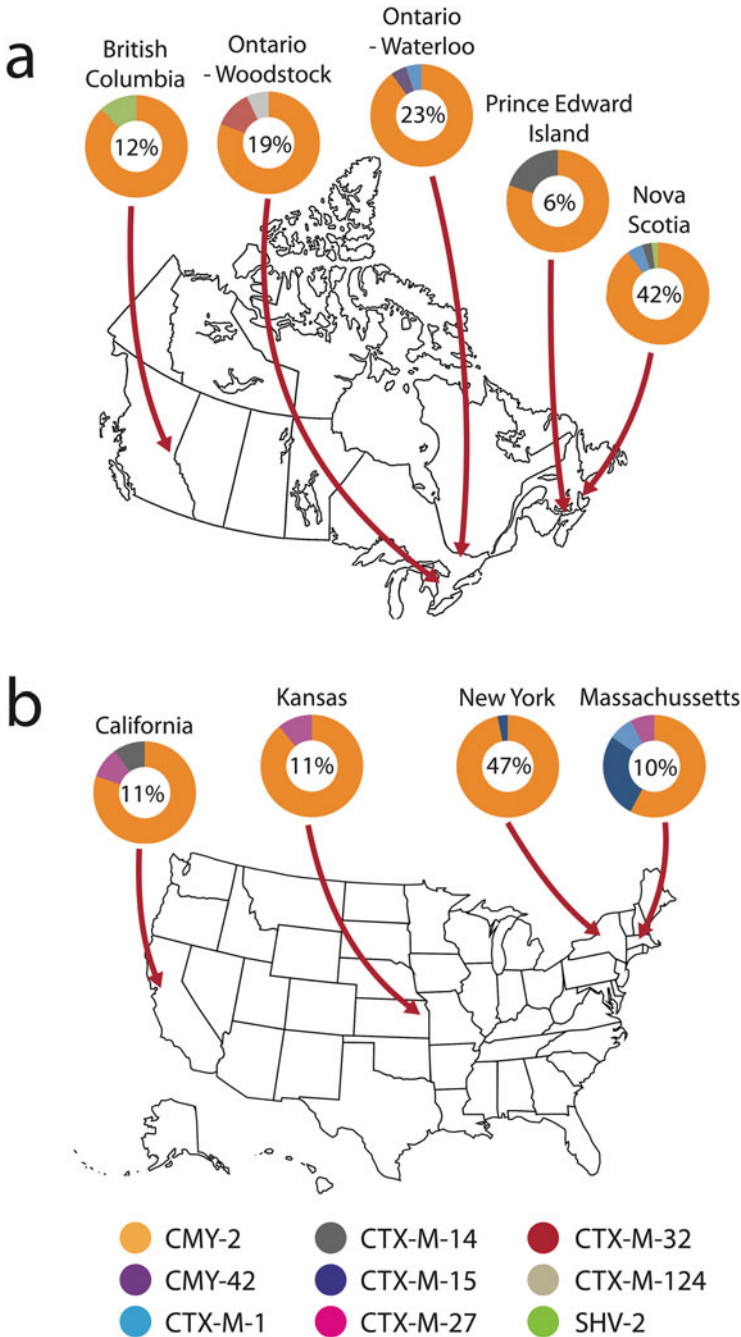 a
British
Columbia
12%
Ontario
- Woodstock
19%
Ontario
- Waterloo
23%
Prince Edward
Island
6%
Nova
Scotia
42%
b
California
11%
Kansas
11%
New York
47%
Massachussetts
10%
CMY-2
CTX-M-14
CTX-M-32
CMY-42
CTX-M-15
CTX-M-124
CTX-M-1
CTX-M-27
SHV-2